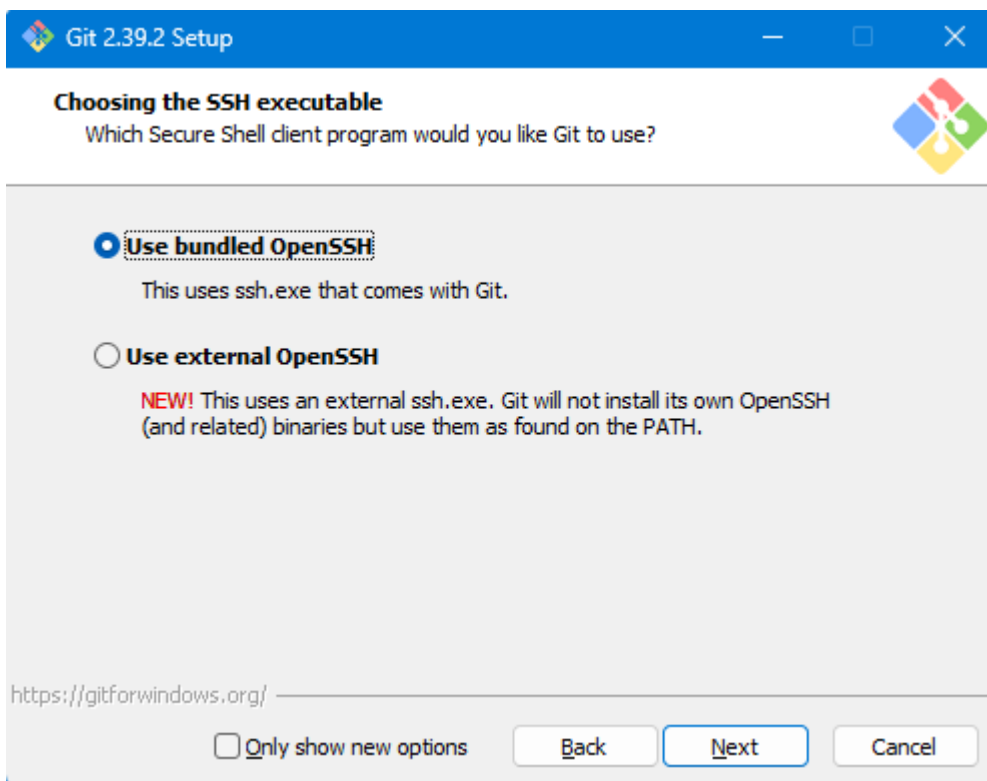 Git 2.39.2 Setup
Choosing the SSH executable
Which Secure Shell client program would you like Git to use?
Use bundled OpenSSH
This uses ssh.exe that comes with Git.
Use external OpenSSH
NEW! This uses an external ssh.exe. Git will not install its own OpenSSH
(and related) binaries but use them as found on the PATH.
https://gitforwindows.org/
Only show new options Back Next Cancel